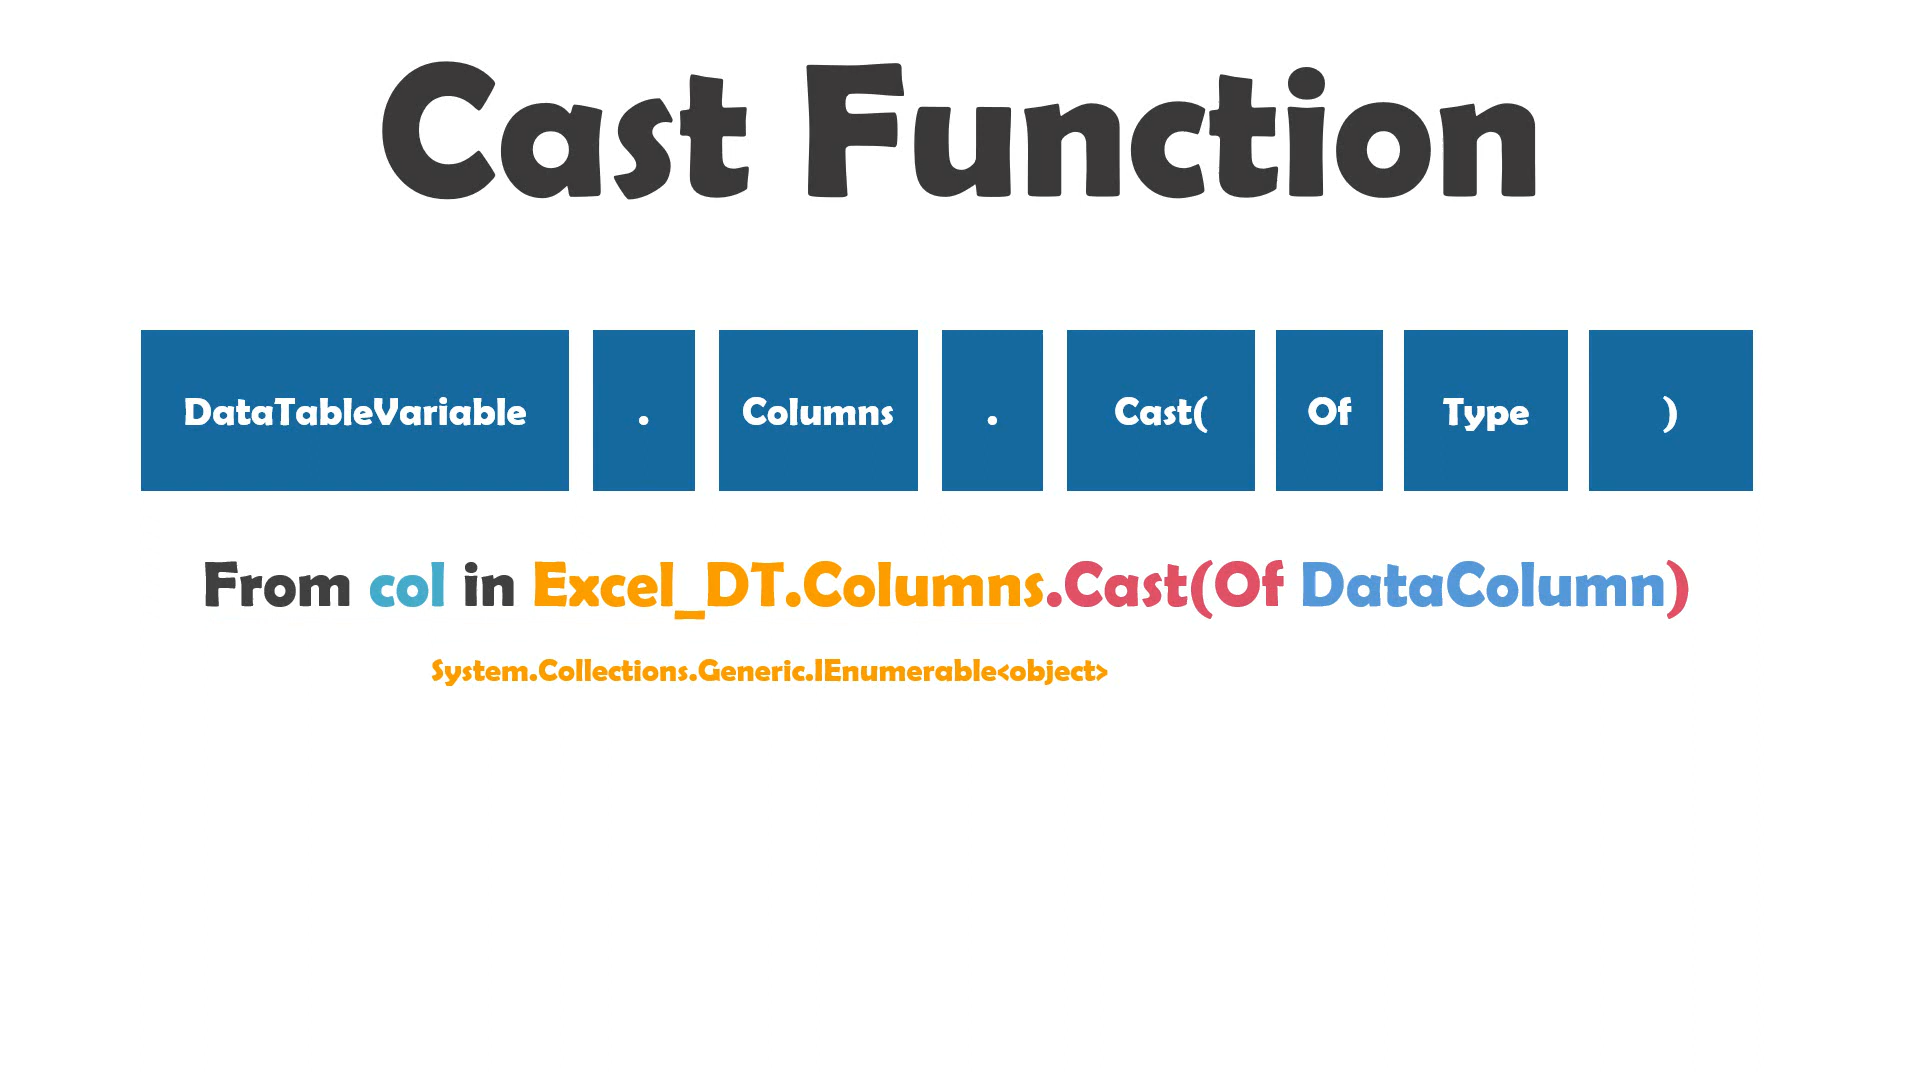 Cast Function
DataTableVariable . Columns . Cast( Of Type )
From col in Excel_DT.Columns.Cast(Of DataColumn)
System.Collections.Generic.IEnumerable<object>